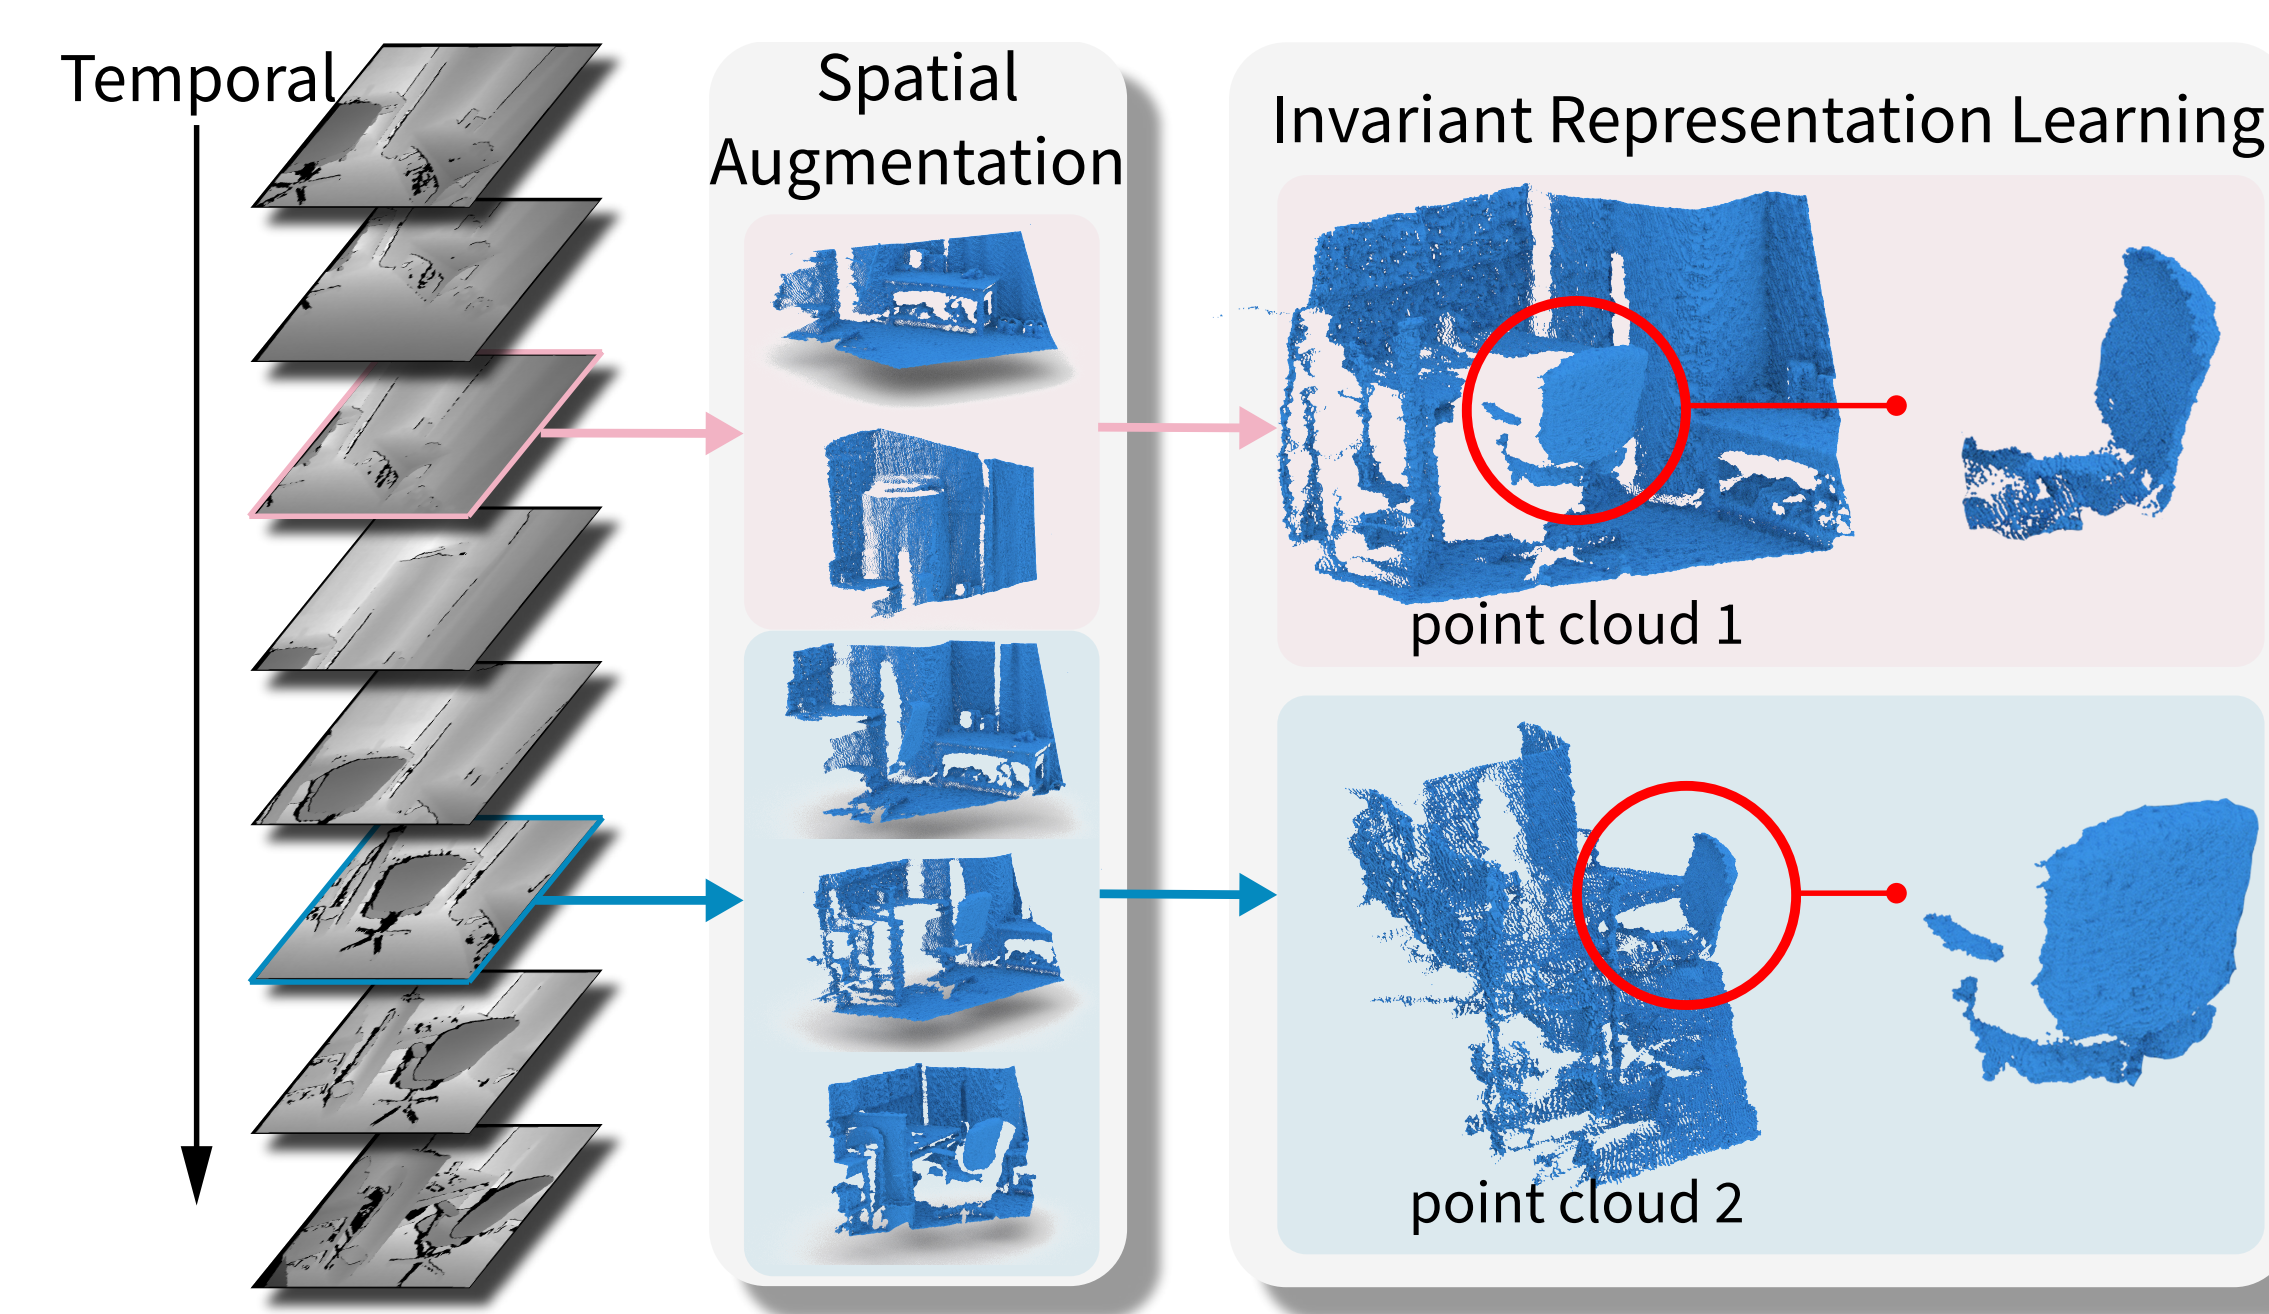 Temporal
Spatial
Augmentation
Invariant Representation Learning
point cloud 1
point cloud 2